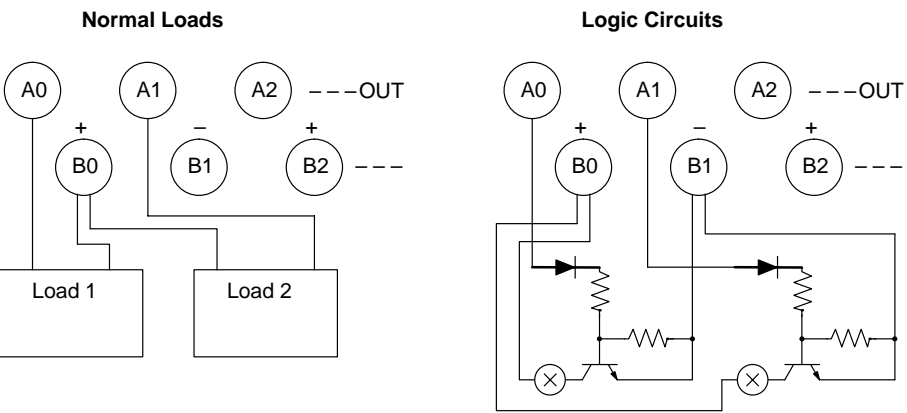 Normal Loads
A0 A1 A2 – – –OUT
+ – +
B0 B1 B2 – – –
Load 1 Load 2
Logic Circuits
A0 A1 A2 – – –OUT
+ – +
B0 B1 B2 – – –